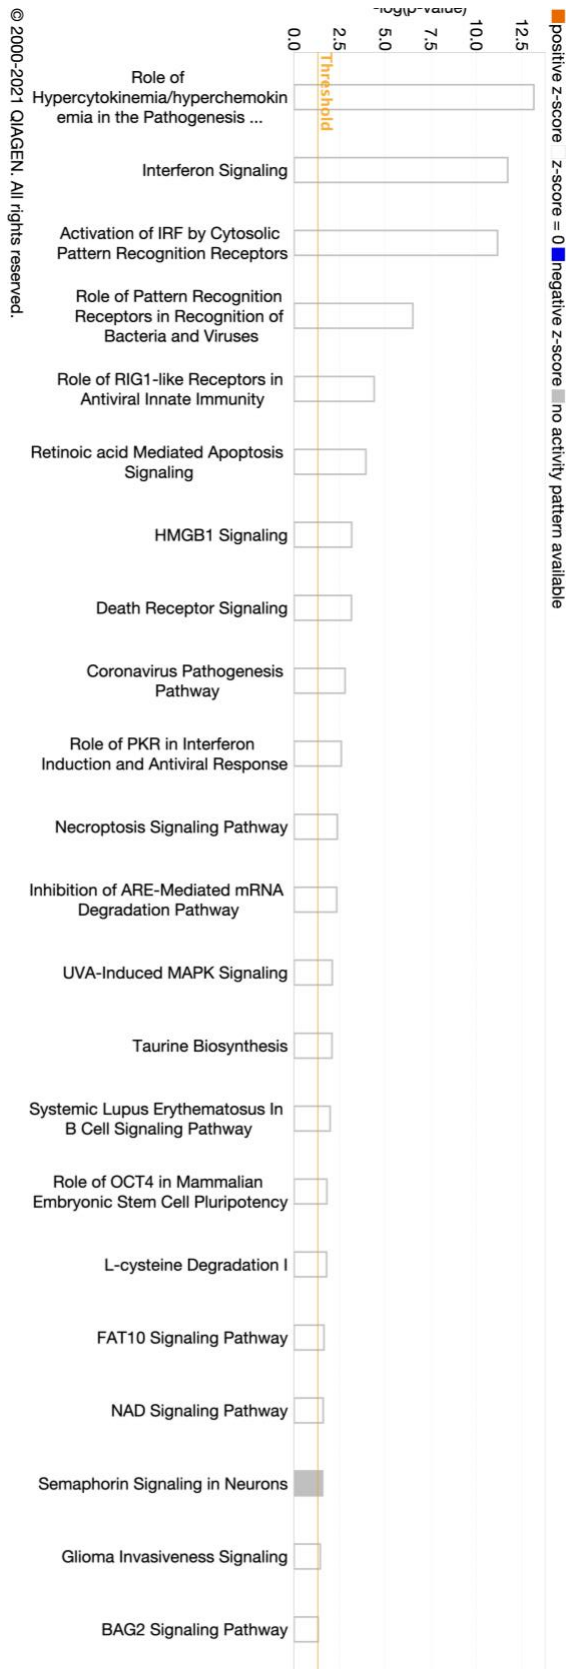 -log(p-value)
0.0
2.5
5.0
7.5
10.0
12.5
positive z-score z-score = 0 negative z-score no activity pattern available
Threshold
Role of
Hypercytokinemia/hyperchemokin
emia in the Pathogenesis ...
Interferon Signaling
Activation of IRF by Cytosolic
Pattern Recognition Receptors
Role of Pattern Recognition
Receptors in Recognition of
Bacteria and Viruses
Role of RIG1-like Receptors in
Antiviral Innate Immunity
Retinoic acid Mediated Apoptosis
Signaling
HMGB1 Signaling
Death Receptor Signaling
Coronavirus Pathogenesis
Pathway
Role of PKR in Interferon
Induction and Antiviral Response
Necroptosis Signaling Pathway
Inhibition of ARE-Mediated mRNA
Degradation Pathway
UVA-Induced MAPK Signaling
Taurine Biosynthesis
Systemic Lupus Erythematosus In
B Cell Signaling Pathway
Role of OCT4 in Mammalian
Embryonic Stem Cell Pluripotency
L-cysteine Degradation I
FAT10 Signaling Pathway
NAD Signaling Pathway
Semaphorin Signaling in Neurons
Glioma Invasiveness Signaling
BAG2 Signaling Pathway
© 2000-2021 QIAGEN. All rights reserved.